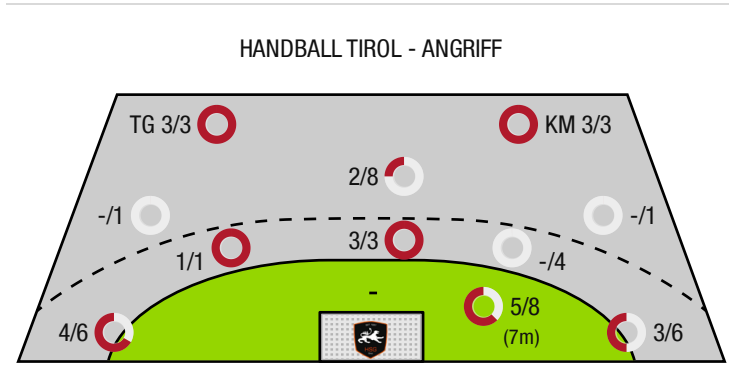 HANDBALL TIROL - ANGRIFF
TG 3/3
KM 3/3
2/8
-/1
-/1
1/1
3/3
-/4
-
5/8
(7m)
4/6
3/6